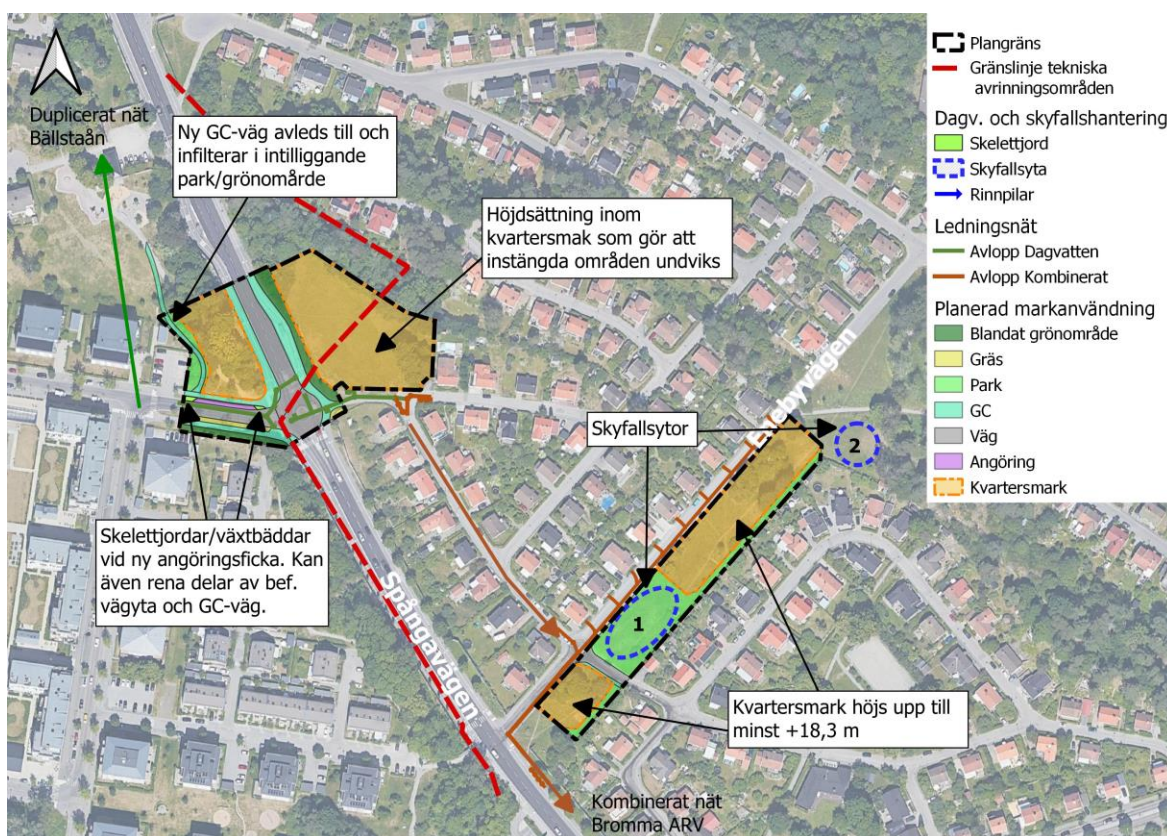 Duplicerat nät
Bällstaån
Ny GC-väg avleds till och
infiltrerar i intilliggande
park/grönomårde
Höjdsättning inom
kvartersmak som gör att
instängda områden undviks
Skyfallsytor
2
1
Skelettjordar/växtbäddar
vid ny angöringsficka. Kan
även rena delar av bef.
vägyta och GC-väg.
Spångavägen
Kvartersmark höjs upp till
minst +18,3 m
Kombinerat nät
Bromma ARV
Plangräns
Gränslinje tekniska
avrinningsområden
Dagv. och skyfallshantering
Skelettjord
Skyfallsyta
Rinnpilar
Ledningsnät
Avlopp Dagvatten
Avlopp Kombinerat
Planerad markanvändning
Blandat grönområde
Gräs
Park
GC
Väg
Angöring
Kvartersmark